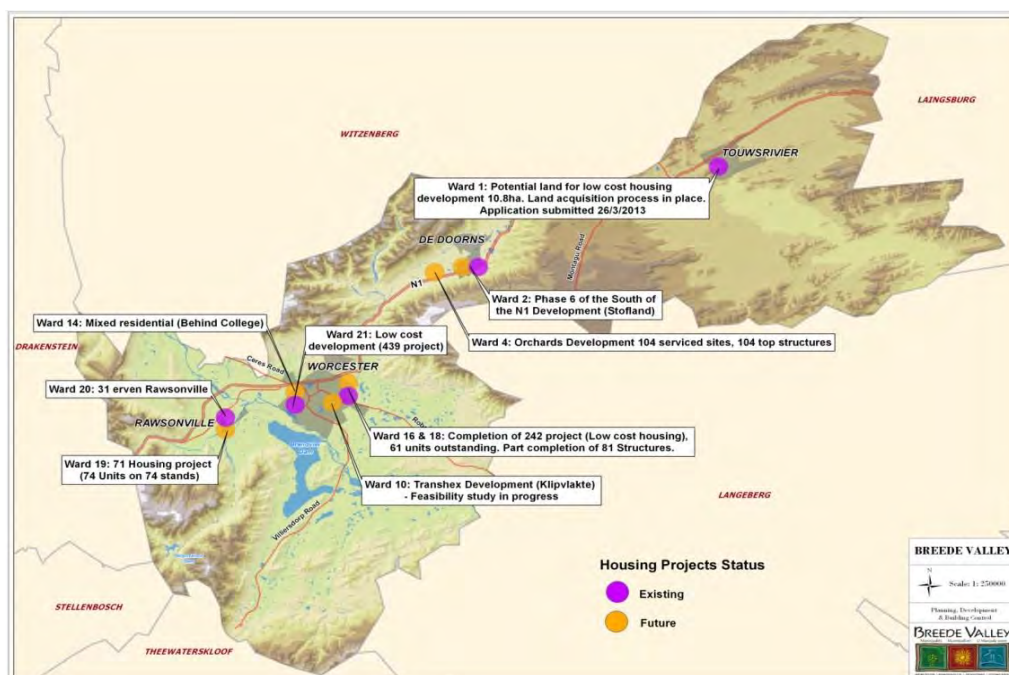 LAINGSBURG
WITZENBERG
TOUWSRIVIER
Ward 1: Potential land for low cost housing
development 10.8ha. Land acquisition process in place.
Application submitted 26/3/2013
DE DOORNS
Montagu Road
N1
Ward 2: Phase 6 of the South of
the N1 Development (Stofland)
Ward 14: Mixed residential (Behind College)
Ward 21: Low cost
development (439 project)
Ward 4: Orchards Development 104 serviced sites, 104 top structures
DRAKENSTEIN
Ceres Road
WORCESTER
Ward 20: 31 erven Rawsonville
RAWSONVILLE
Ward 16 & 18: Completion of 242 project (Low cost housing),
61 units outstanding. Part completion of 81 Structures.
Ward 19: 71 Housing project
(74 Units on 74 stands)
Ward 10: Transhex Development (Klipvlakte)
- Feasibility study in progress
LANGEBERG
Villiersdorp Road
Housing Projects Status
Existing
Future
STELLENBOSCH
THEEWATERSKLOOF
BREEDE VALLEY
N
Scale: 1: 250000
Planning, Development
& Building Control
BREEDE VALLEY